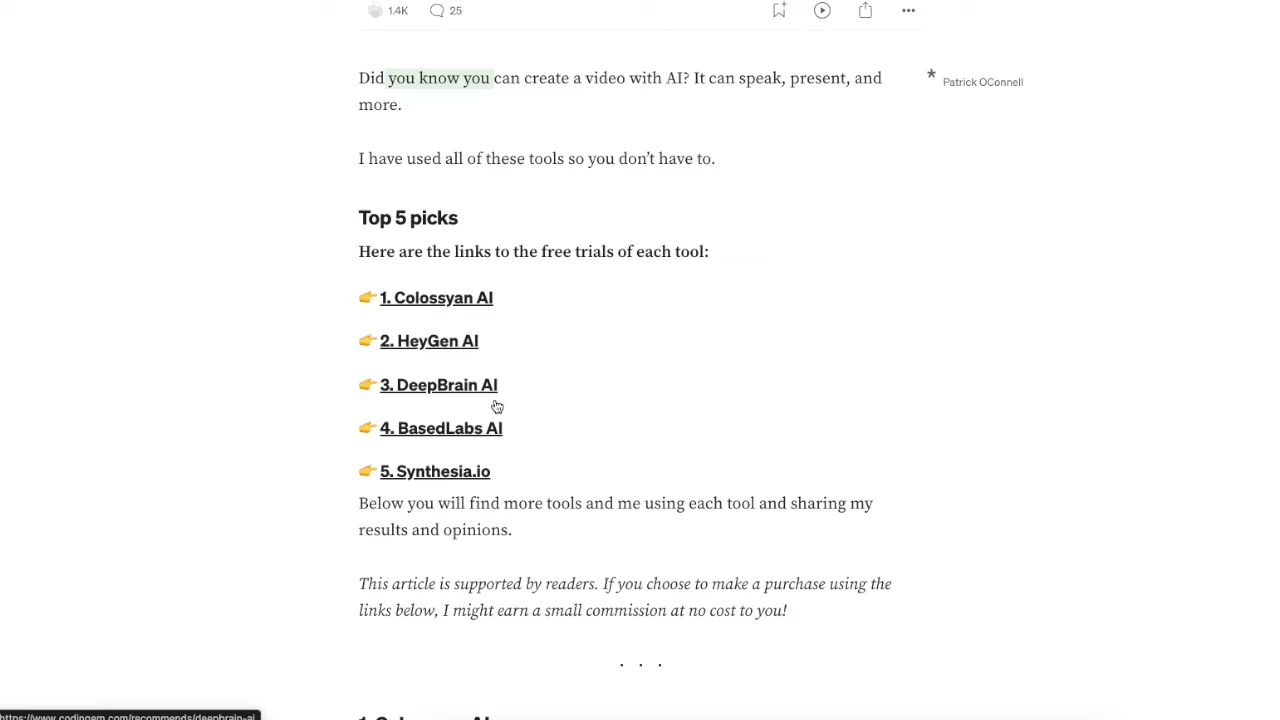 1.4K 25
Did you know you can create a video with AI? It can speak, present, and
more.
* Patrick OConnell
I have used all of these tools so you don’t have to.
Top 5 picks
Here are the links to the free trials of each tool:
👉 1. Colossyan AI
👉 2. HeyGen AI
👉 3. DeepBrain AI
👉 4. BasedLabs AI
👉 5. Synthesia.io
Below you will find more tools and me using each tool and sharing my
results and opinions.
This article is supported by readers. If you choose to make a purchase using the
links below, I might earn a small commission at no cost to you!
. . .
1. Colossyan AI
https://www.codingem.com/recommends/deepbrain-ai